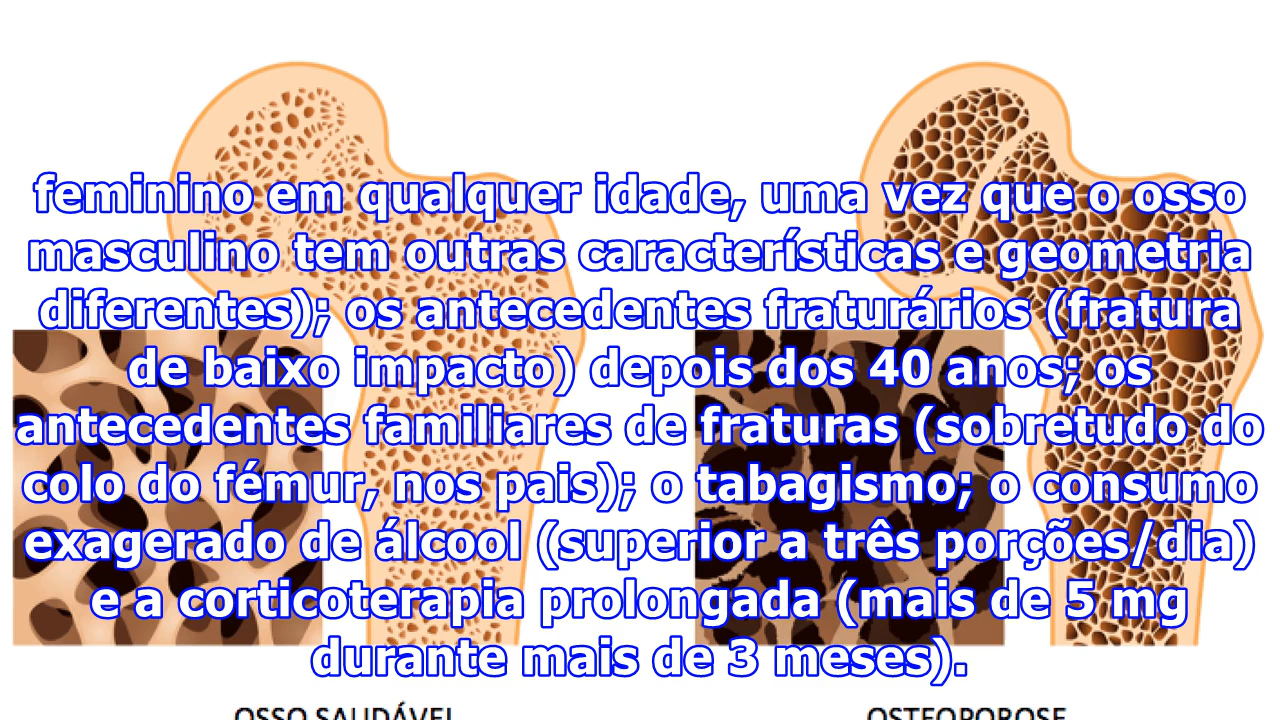 feminino em qualquer idade, uma vez que o osso
masculino tem outras características e geometria
diferentes); os antecedentes fraturários (fratura
de baixo impacto) depois dos 40 anos; os
antecedentes familiares de fraturas (sobretudo do
colo do fémur, nos pais); o tabagismo; o consumo
exagerado de álcool (superior a três porções/dia)
e a corticoterapia prolongada (mais de 5 mg
durante mais de 3 meses).
OSSO SAUDÁVEL
OSTEOPOROSE